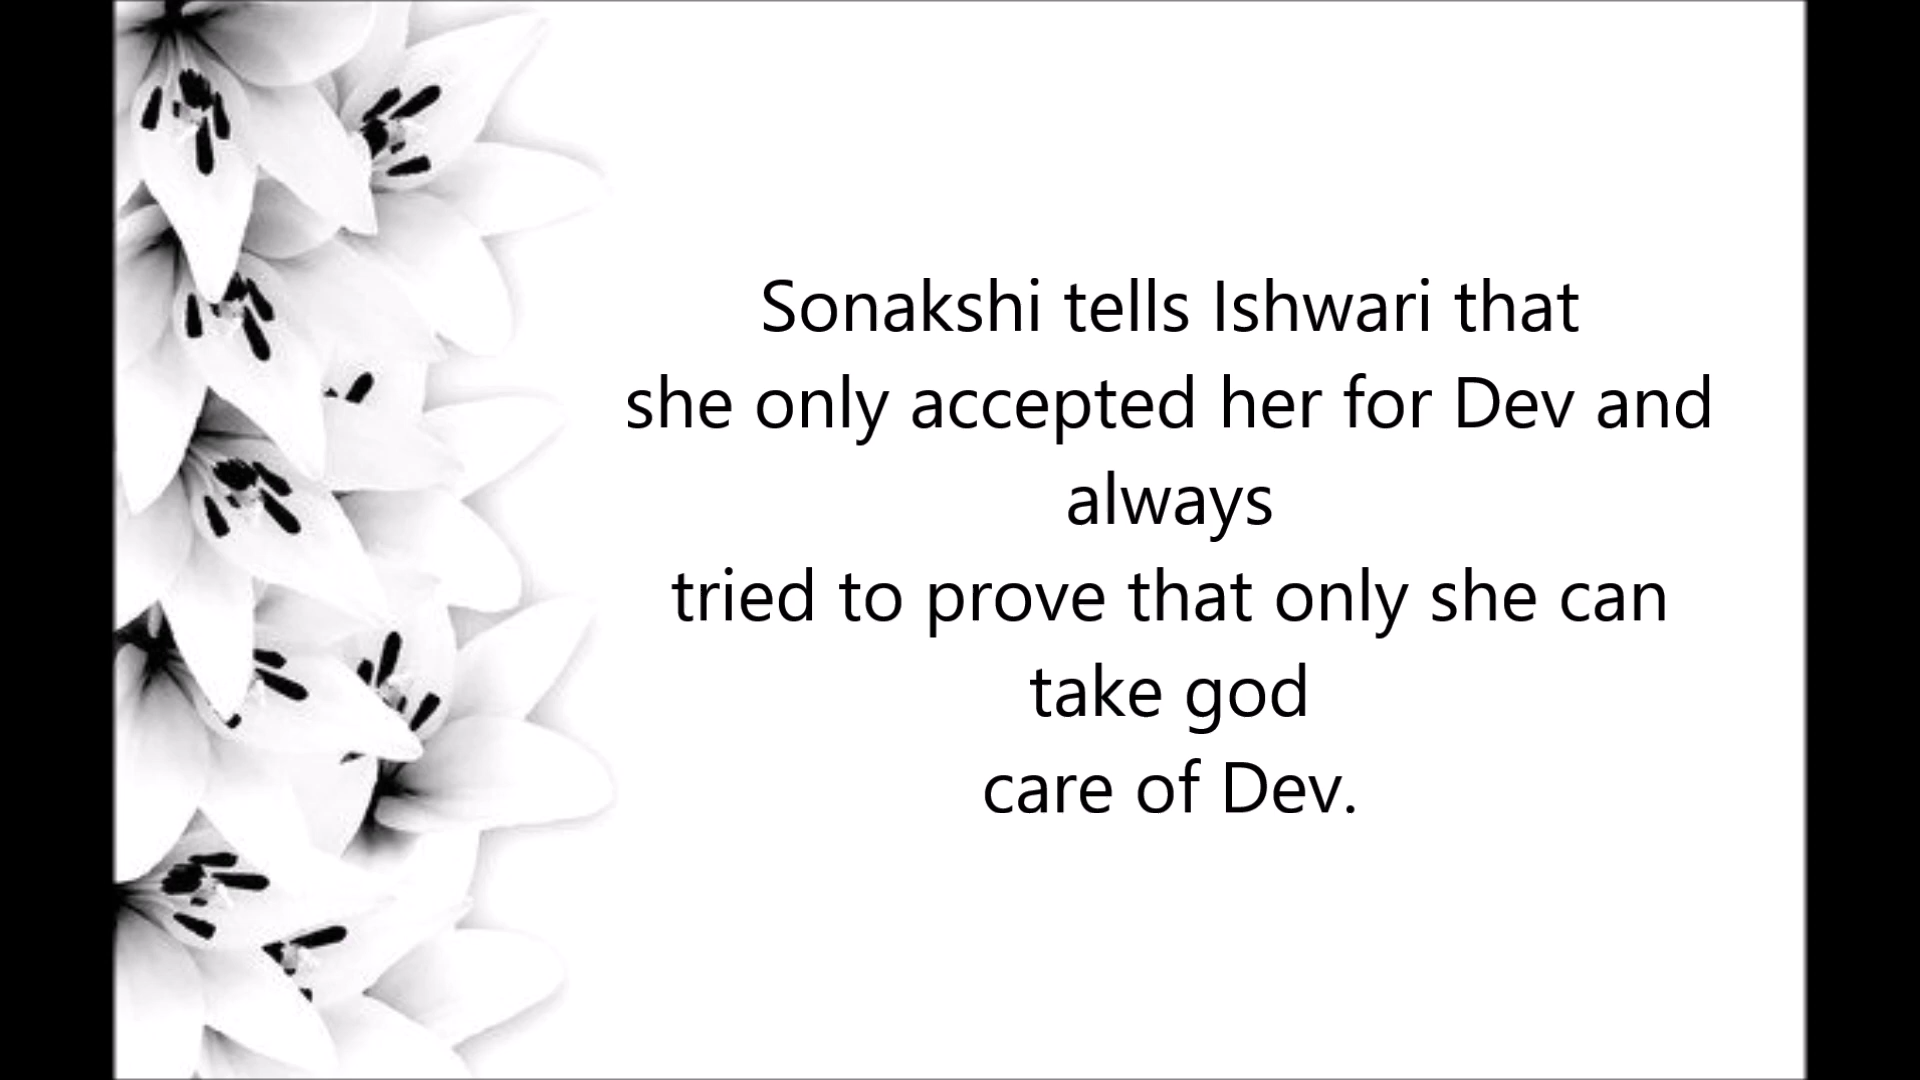 Sonakshi tells Ishwari that
she only accepted her for Dev and
always
tried to prove that only she can
take god
care of Dev.